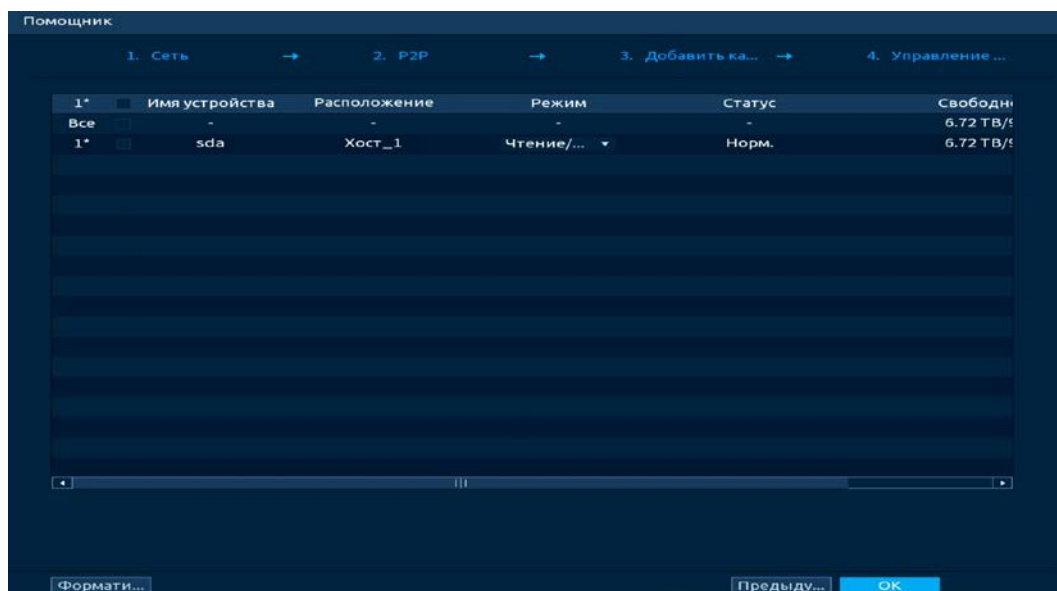 Помощник
1. Сеть → 2. P2P → 3. Добавить ка... → 4. Управление ...
1* Имя устройства Расположение Режим Статус Свободн
Все - - - - 6.72 TB/
1* sda Хост_1 Чтение/... Норм. 6.72 TB/
Формати... Предыду... OK